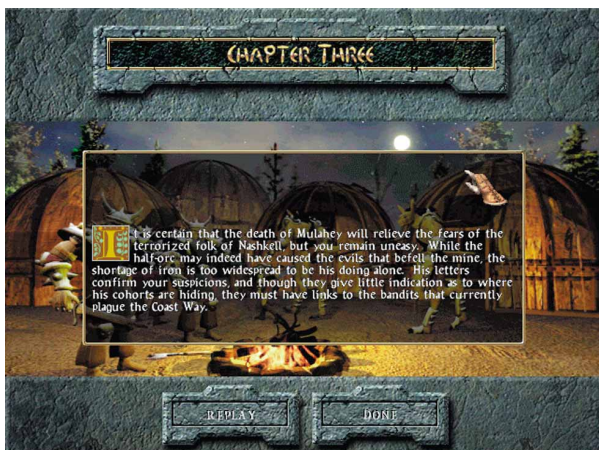 CHAPTER THREE
It is certain that the death of Mulahey will relieve the fears of the
terrorized folk of Nashkell, but you remain uneasy. While the
half-orc may indeed have caused the evils that befell the mine, the
shortage of iron is too widespread to be his doing alone. His letters
confirm your suspicions, and though they give little indication as to where
his cohorts are hiding, they must have links to the bandits that currently
plague the Coast Way.
REPLAY
DONE